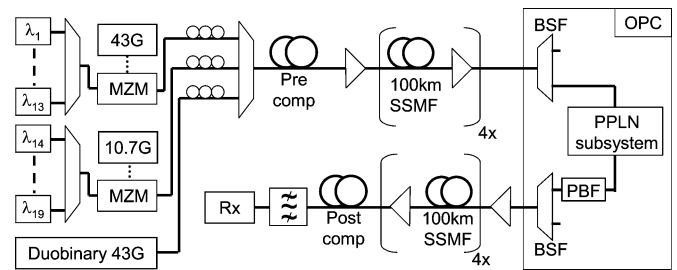 λ1
43G
MZM
λ13
λ14
10.7G
MZM
λ19
Duobinary 43G
Pre
comp
100km
SSMF
4x
BSF
OPC
PPLN
subsystem
PBF
BSF
100km
SSMF
4x
Post
comp
Rx